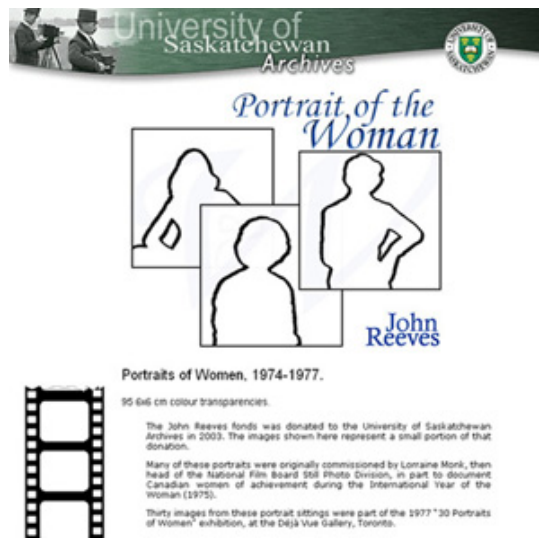 University of
Saskatchewan
Archives
UNIVERSITY OF
SASKATCHEWAN
Portrait of the
Woman
John
Reeves
Portraits of Women, 1974-1977.
95 6x6 cm colour transparencies.
The John Reeves fonds was donated to the University of Saskatchewan
Archives in 2003. The images shown here represent a small portion of that
donation.
Many of these portraits were originally commissioned by Lorraine Monk, then
head of the National Film Board Still Photo Division, in part to document
Canadian women of achievement during the International Year of the
Woman (1975).
Thirty images from these portrait sittings were part of the 1977 "30 Portraits
of Women" exhibition, at the Déjà Vue Gallery, Toronto.